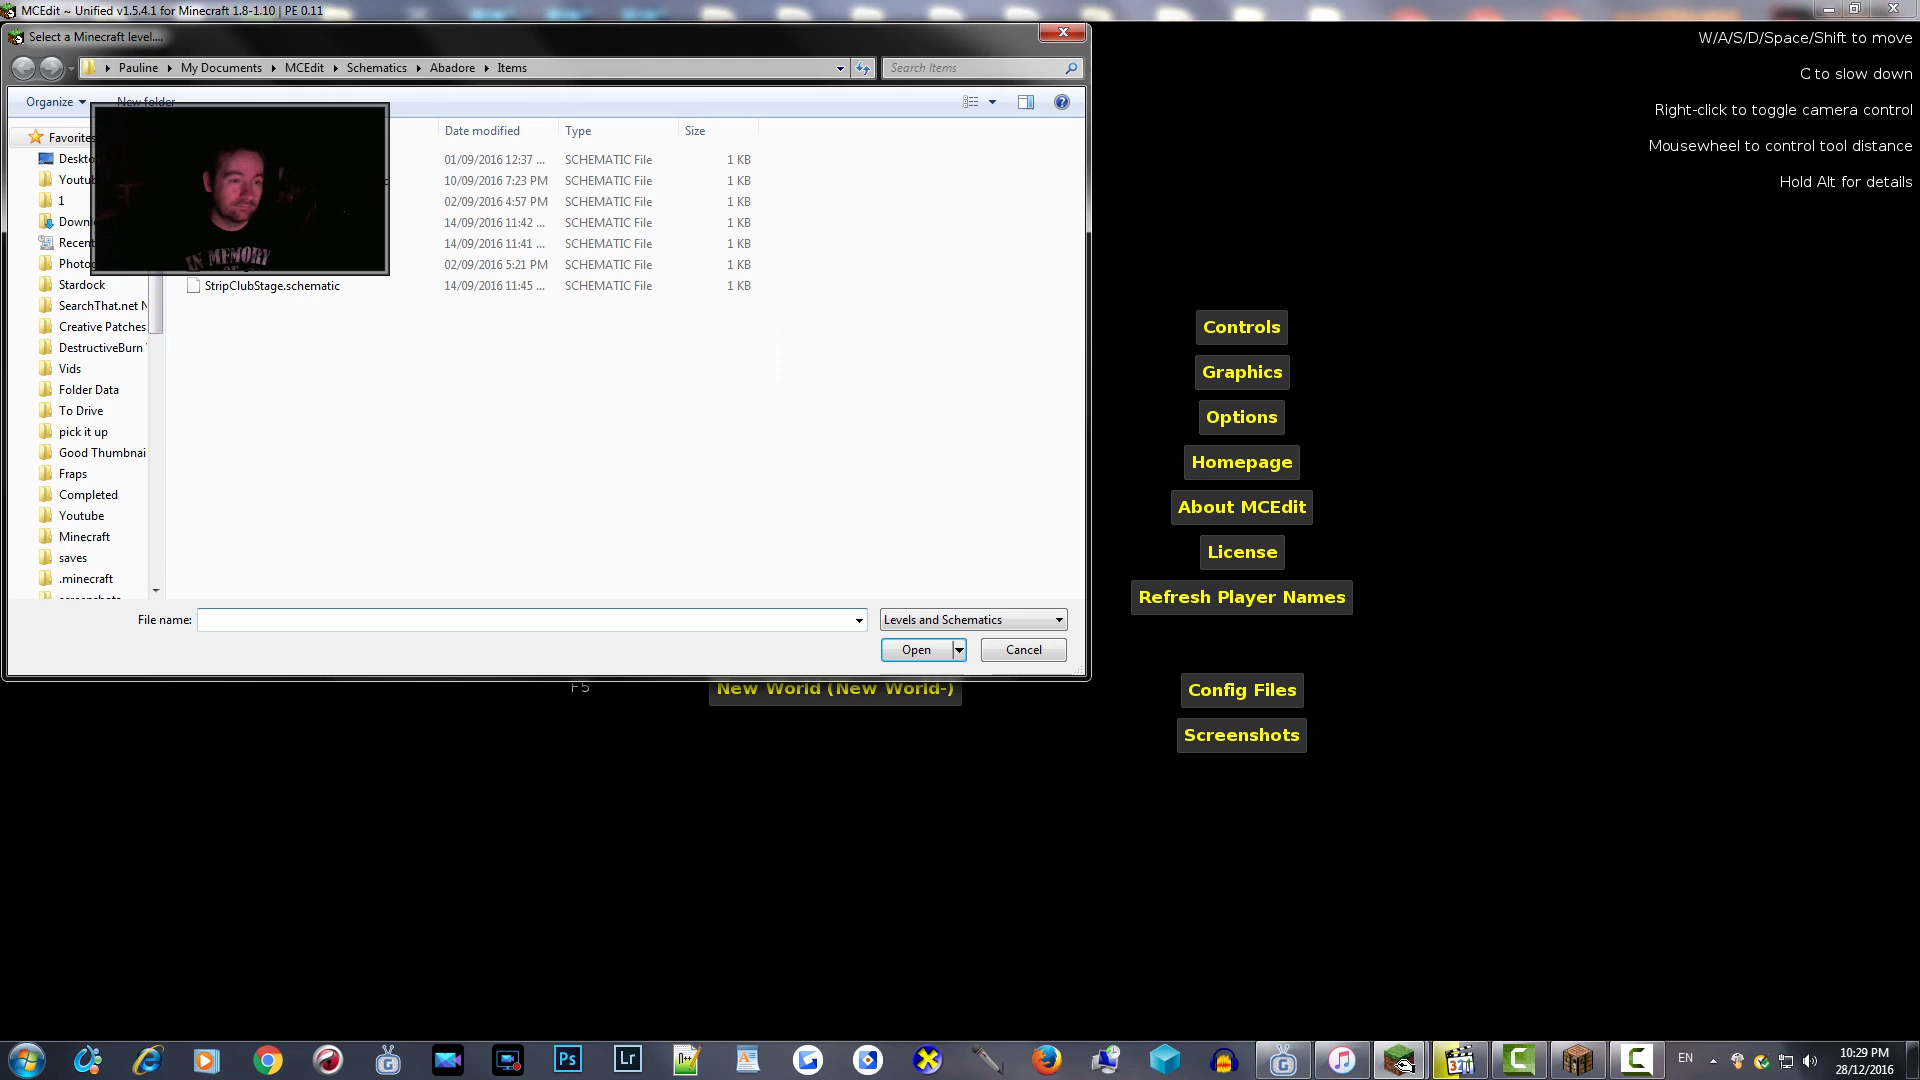 MCEdit ~ Unified v1.5.4.1 for Minecraft 1.8-1.10 | PE 0.11
Select a Minecraft level....
Pauline
My Documents
MCEdit
Schematics
Abadore
Items
Search Items
Organize
New folder
Date modified
Type
Size
Favorites
01/09/2016 12:37 ...
SCHEMATIC File
1 KB
10/09/2016 7:23 PM
SCHEMATIC File
1 KB
02/09/2016 4:57 PM
SCHEMATIC File
1 KB
14/09/2016 11:42 ...
SCHEMATIC File
1 KB
14/09/2016 11:41 ...
SCHEMATIC File
1 KB
02/09/2016 5:21 PM
SCHEMATIC File
1 KB
StripClubStage.schematic
14/09/2016 11:45 ...
SCHEMATIC File
1 KB
IN MEMORY
1
Recent
Stardock
SearchThat.net N
Creative Patches
DestructiveBurn
Vids
Folder Data
To Drive
pick it up
Good Thumbnai
Fraps
Completed
Youtube
Minecraft
saves
.minecraft
File name:
Levels and Schematics
Open
Cancel
W/A/S/D/Space/Shift to move
C to slow down
Right-click to toggle camera control
Mousewheel to control tool distance
Hold Alt for details
Controls
Graphics
Options
Homepage
About MCEdit
License
Refresh Player Names
Config Files
Screenshots
F5
New World (New World-)
Ps
Lr
EN
10:29 PM
28/12/2016